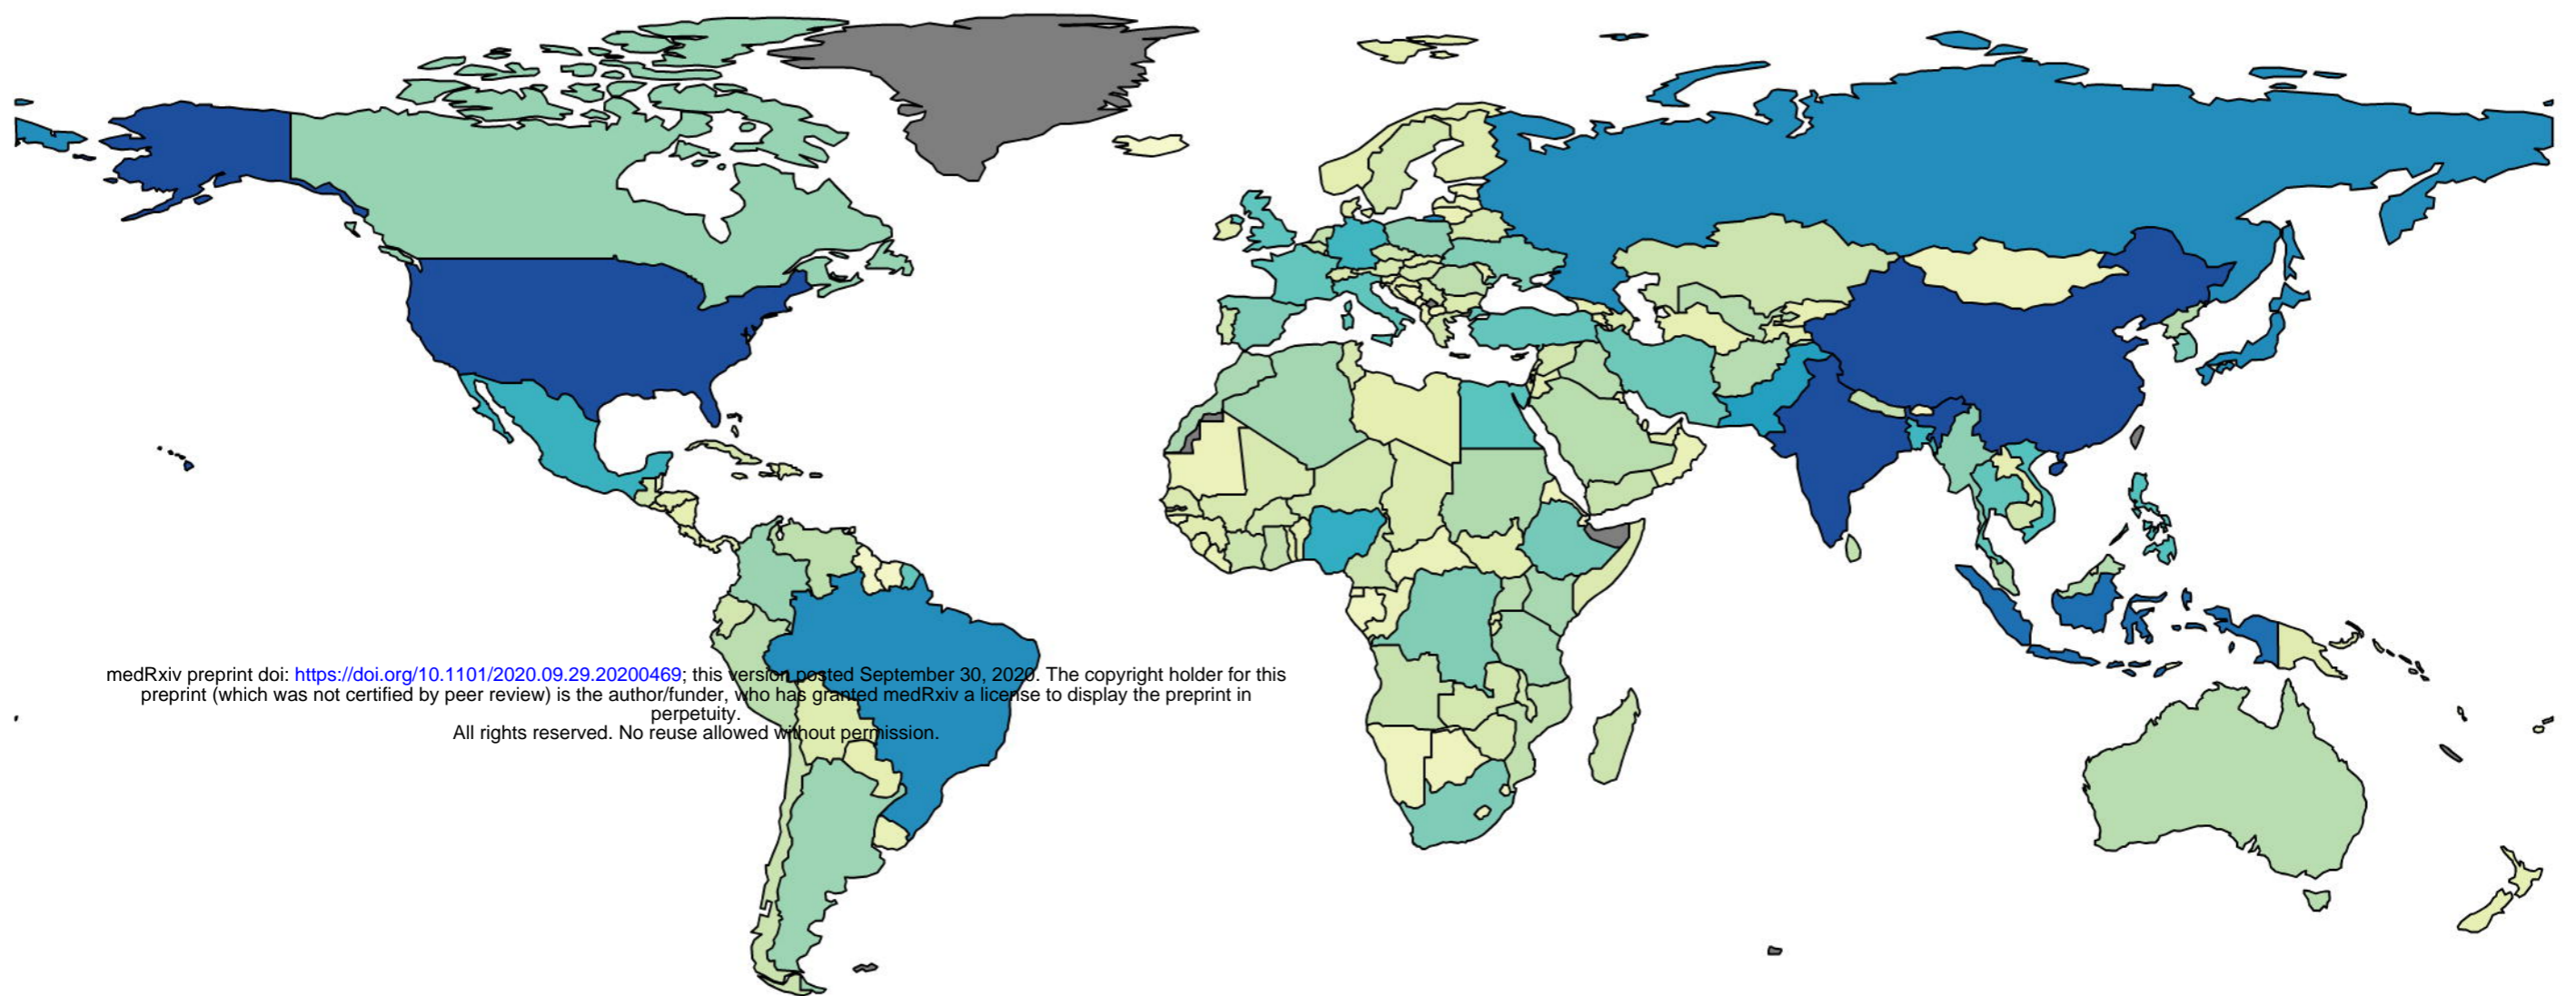 medRxiv preprint doi: https://doi.org/10.1101/2020.09.29.20200469; this version posted September 30, 2020. The copyright holder for this
preprint (which was not certified by peer review) is the author/funder, who has granted medRxiv a license to display the preprint in
perpetuity.
All rights reserved. No reuse allowed without permission.